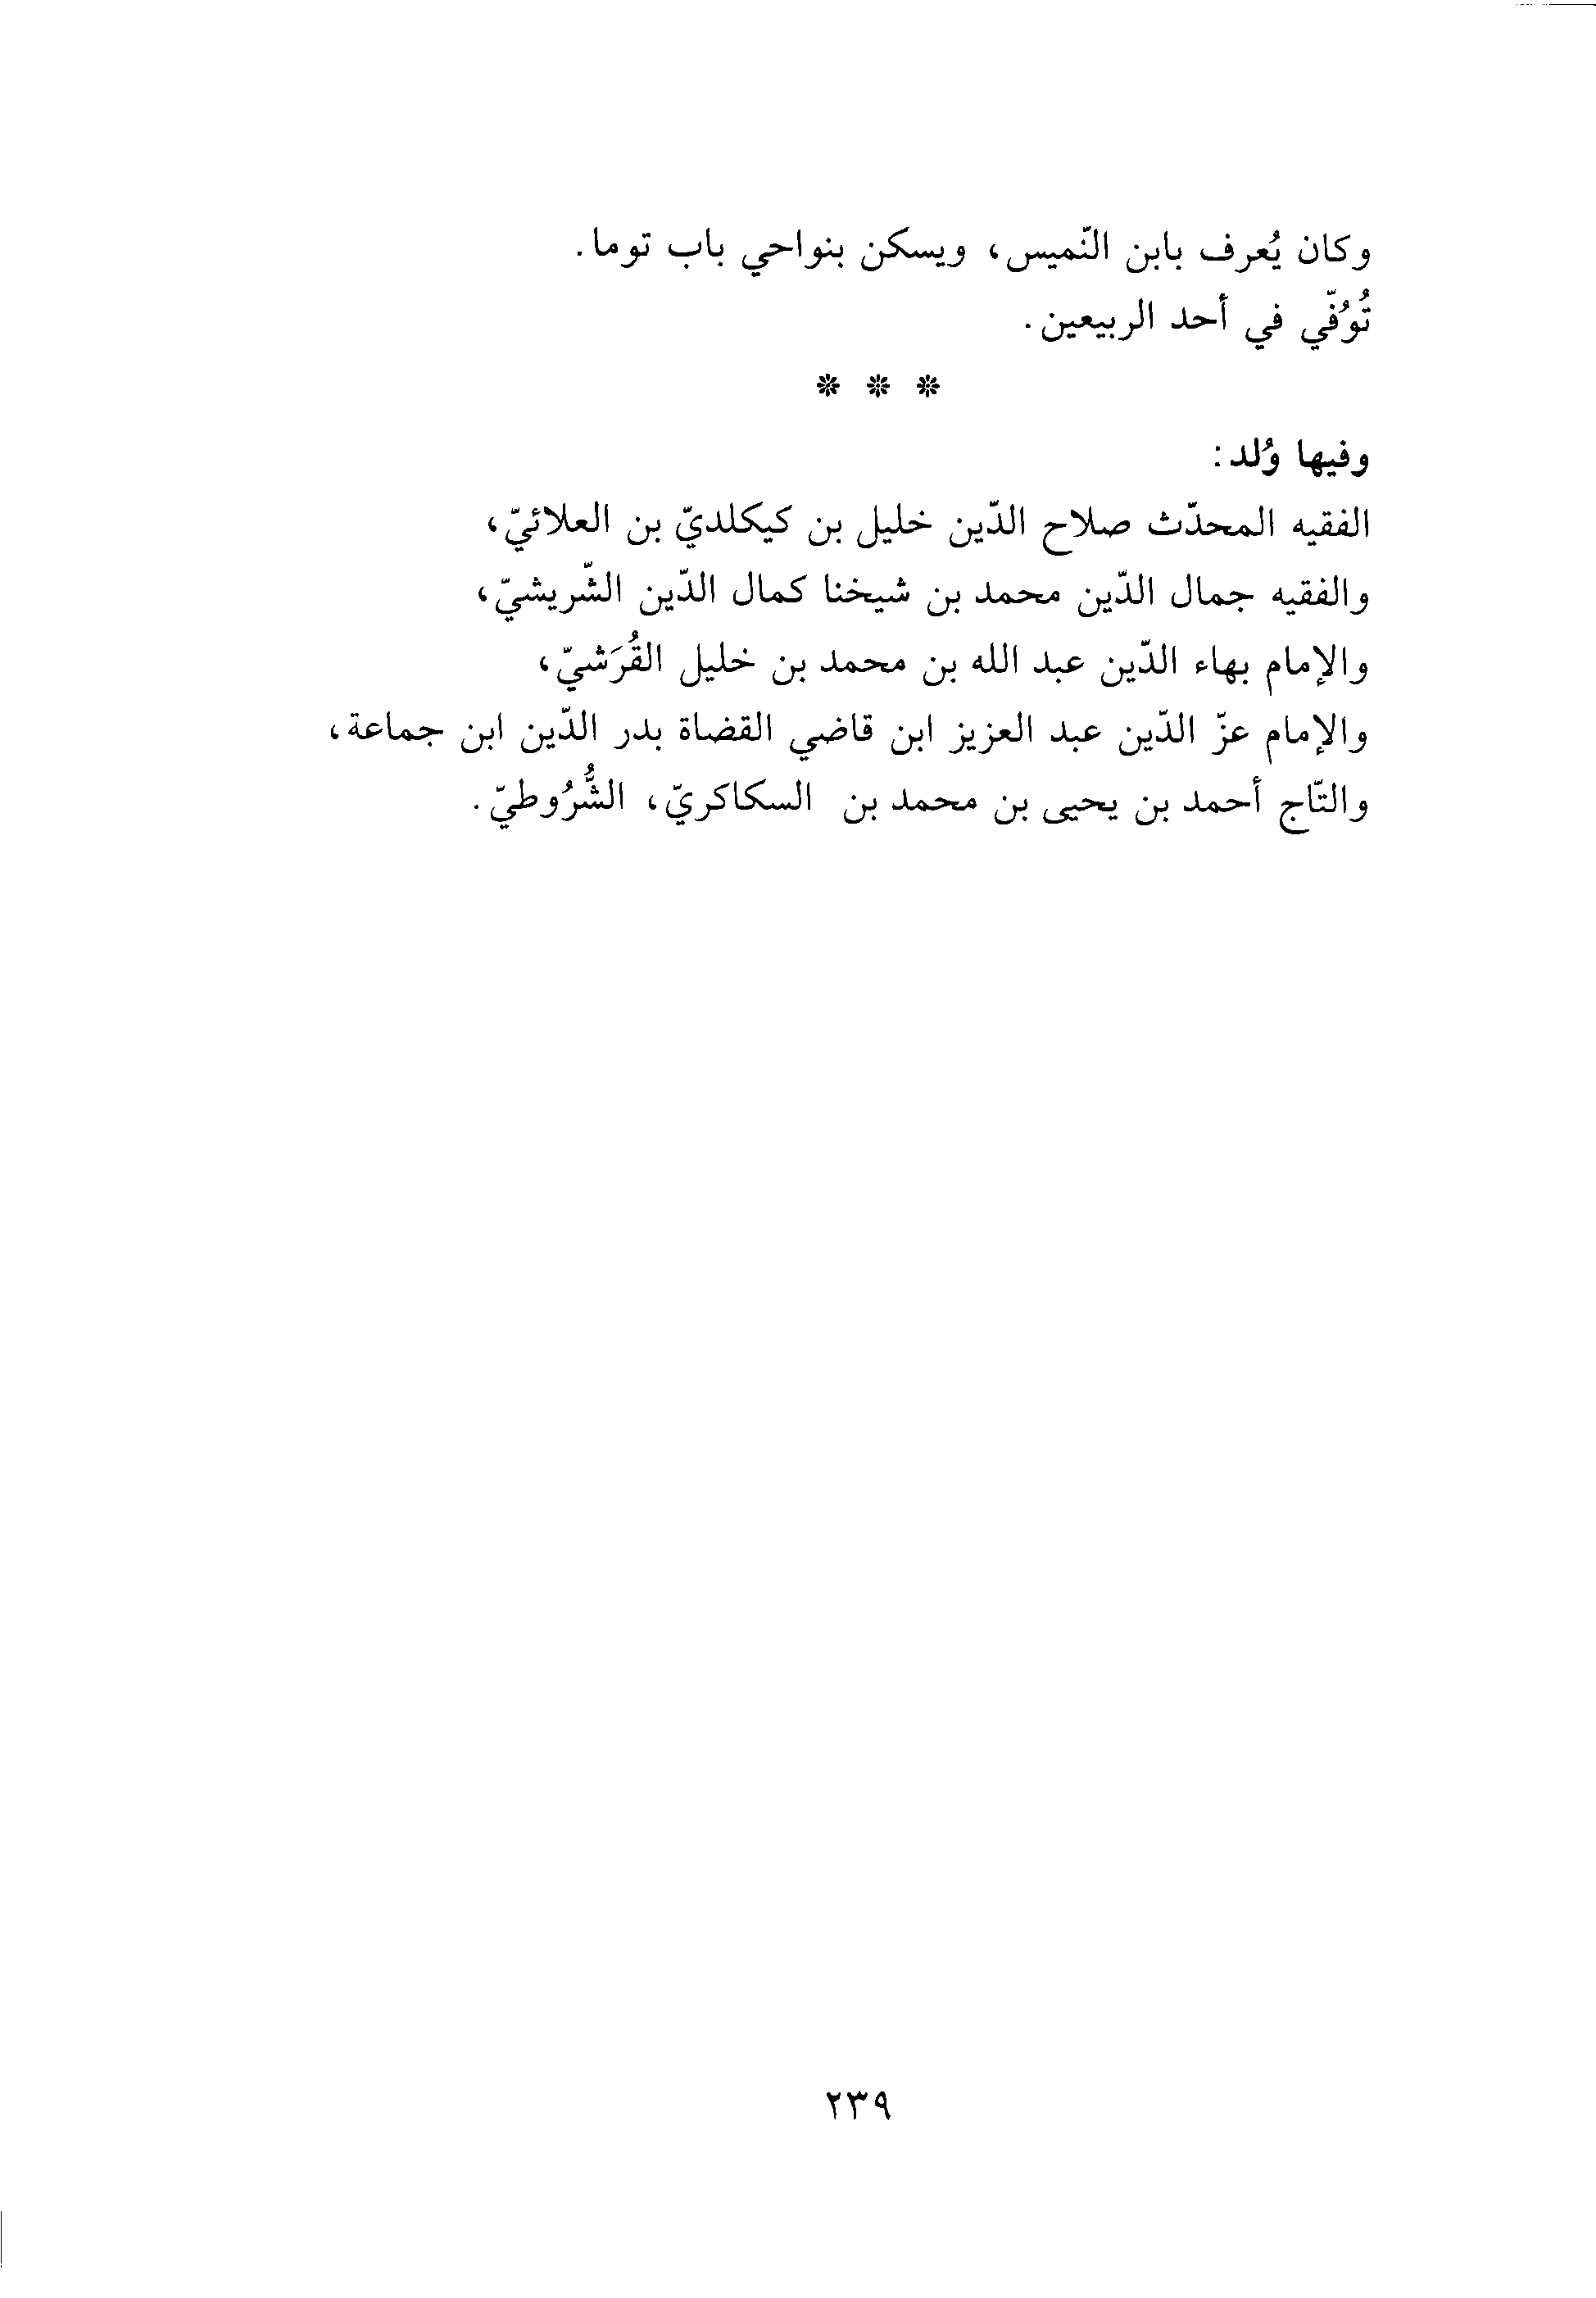 وكان يُعرف بابن النّميس، ويسكن بنواحي باب توما.
تُوُفّي في أحد الربيعين.
* * *
وفيها وُلد:
الفقيه المحدّث صلاح الدّين خليل بن كيكلديّ بن العلائيّ،
والفقيه جمال الدّين محمد بن شيخنا كمال الدّين الشّريشيّ،
والإمام بهاء الدّين عبد الله بن محمد بن خليل القُرَشيّ،
والإمام عزّ الدّين عبد العزيز ابن قاضي القضاة بدر الدّين ابن جماعة،
والتّاج أحمد بن يحيى بن محمد بن السكاكريّ، الشُّرُوطيّ.
٢٣٩